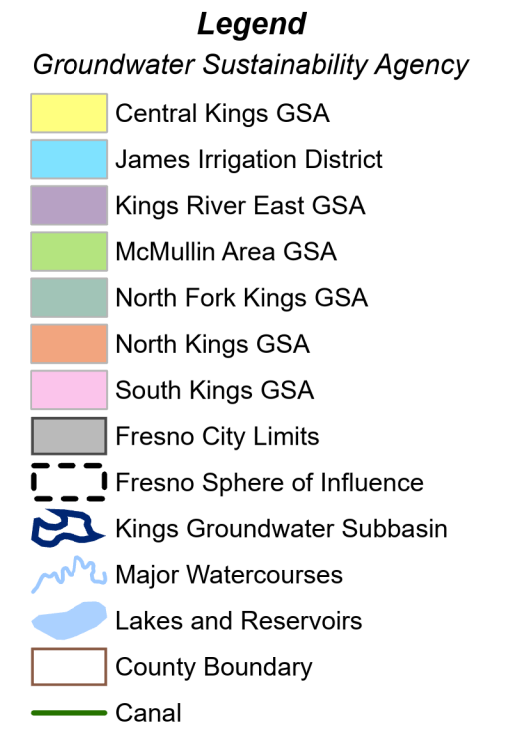 Legend
Groundwater Sustainability Agency
Central Kings GSA
James Irrigation District
Kings River East GSA
McMullin Area GSA
North Fork Kings GSA
North Kings GSA
South Kings GSA
Fresno City Limits
Fresno Sphere of Influence
Kings Groundwater Subbasin
Major Watercourses
Lakes and Reservoirs
County Boundary
Canal